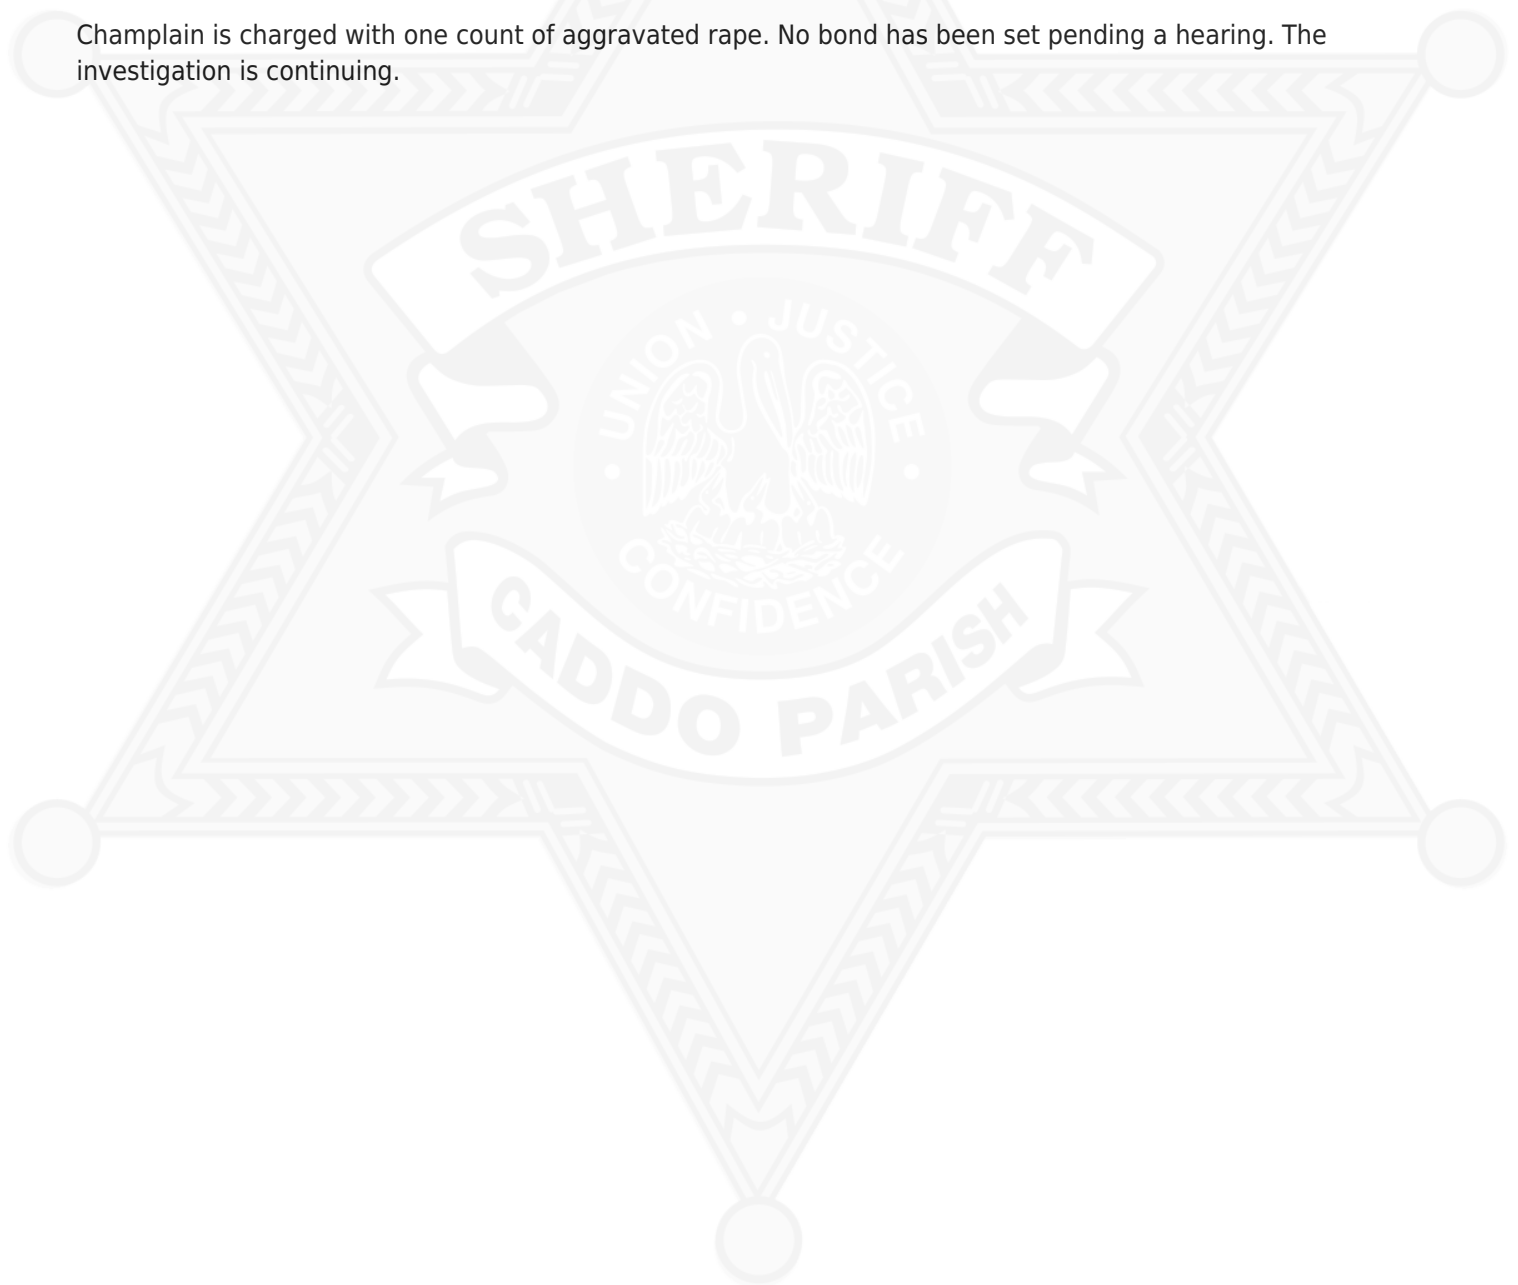 Champlain is charged with one count of aggravated rape. No bond has been set pending a hearing. The
investigation is continuing.
SHERIFF
UNION • JUSTICE
• CONFIDENCE •
CADDO PARISH